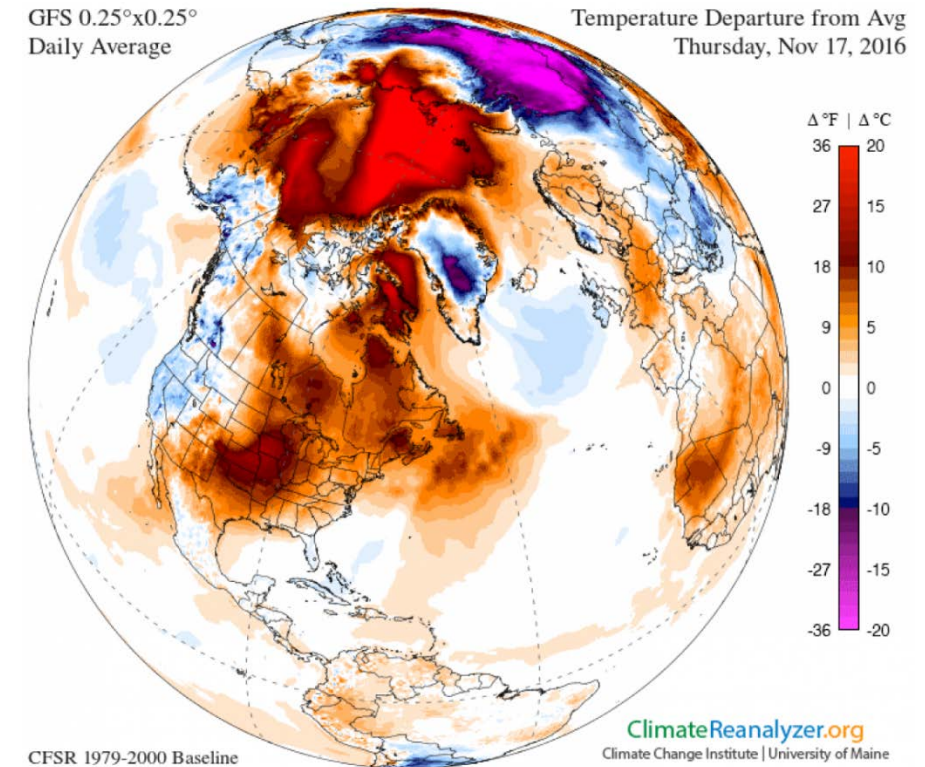 GFS 0.25°x0.25°
Daily Average
Temperature Departure from Avg
Thursday, Nov 17, 2016
Δ °F | Δ °C
36 20
27 15
18 10
9 5
0 0
-9 -5
-18 -10
-27 -15
-36 -20
ClimateReanalyzer.org
Climate Change Institute | University of Maine
CFSR 1979-2000 Baseline